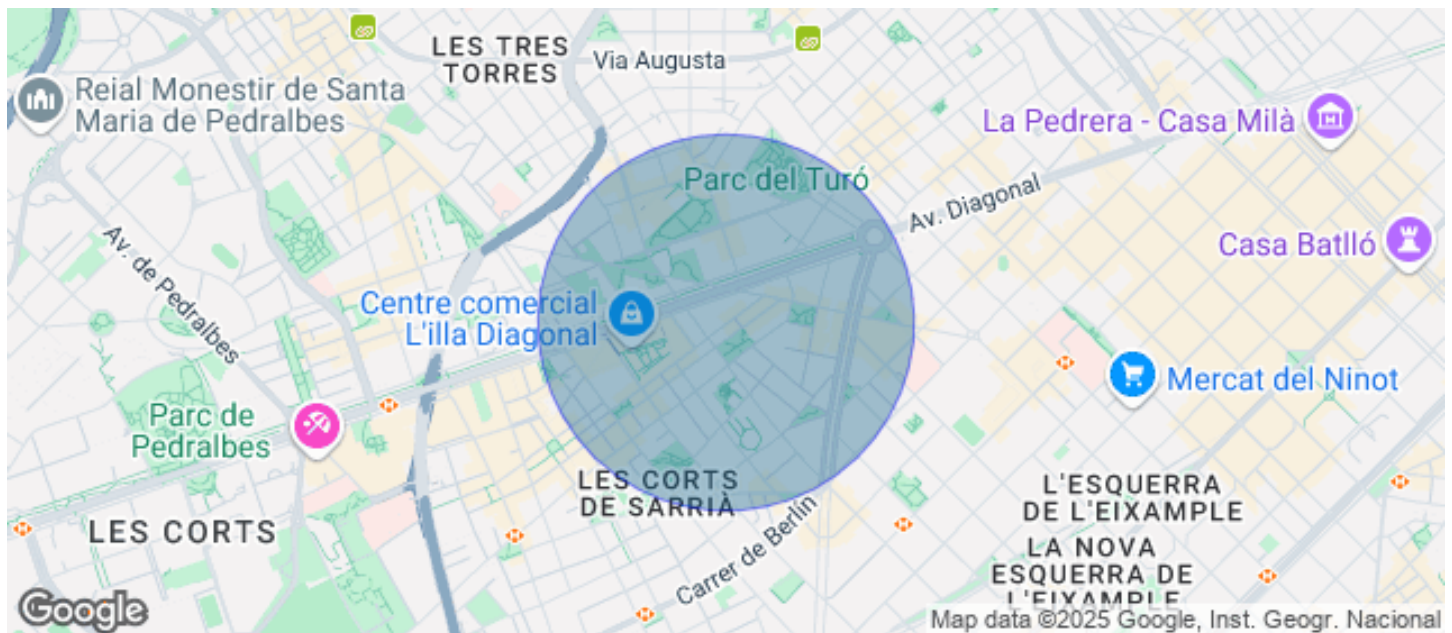 LES TRES
TORRES
Via Augusta
Reial Monestir de Santa
Maria de Pedralbes
La Pedrera - Casa Milà
Parc del Turó
Av. Diagonal
Casa Batlló
Av. de Pedralbes
Centre comercial
L'illa Diagonal
Mercat del Ninot
Parc de
Pedralbes
LES CORTS
DE SARRIÀ
L'ESQUERRA
DE L'EIXAMPLE
LES CORTS
Carrer de Berlín
LA NOVA
ESQUERRA DE
L'EIXAMPLE
Google
Map data ©2025 Google, Inst. Geogr. Nacional